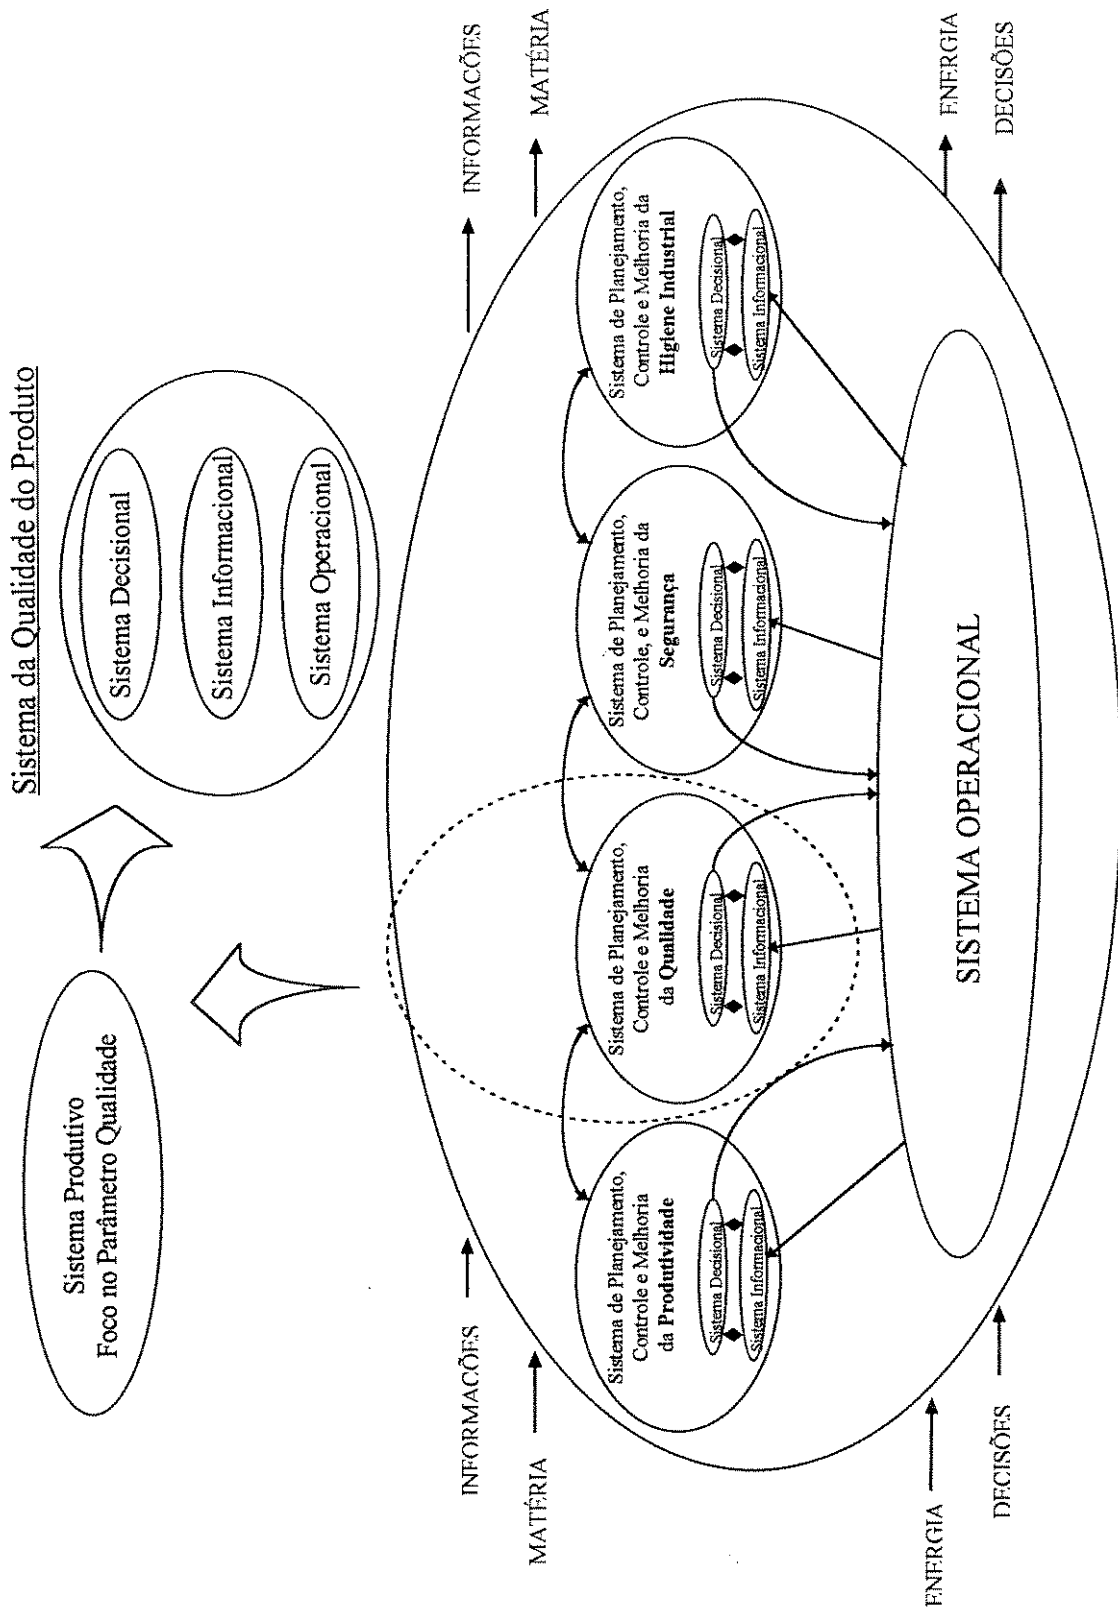 Sistema da Qualidade do Produto
Sistema Produtivo
Foco no Parâmetro Qualidade
Sistema Decisional
Sistema Informacional
Sistema Operacional
INFORMAÇÕES
INFORMAÇÕES
MATÉRIA
MATÉRIA
Sistema de Planejamento,
Controle e Melhoria
da Produtividade
Sistema Decisional
Sistema Informacional
Sistema de Planejamento,
Controle e Melhoria
da Qualidade
Sistema Decisional
Sistema Informacional
Sistema de Planejamento,
Controle, e Melhoria da
Segurança
Sistema Decisional
Sistema Informacional
Sistema de Planejamento,
Controle e Melhoria da
Higiene Industrial
Sistema Decisional
Sistema Informacional
SISTEMA OPERACIONAL
ENERGIA
ENERGIA
DECISÕES
DECISÕES